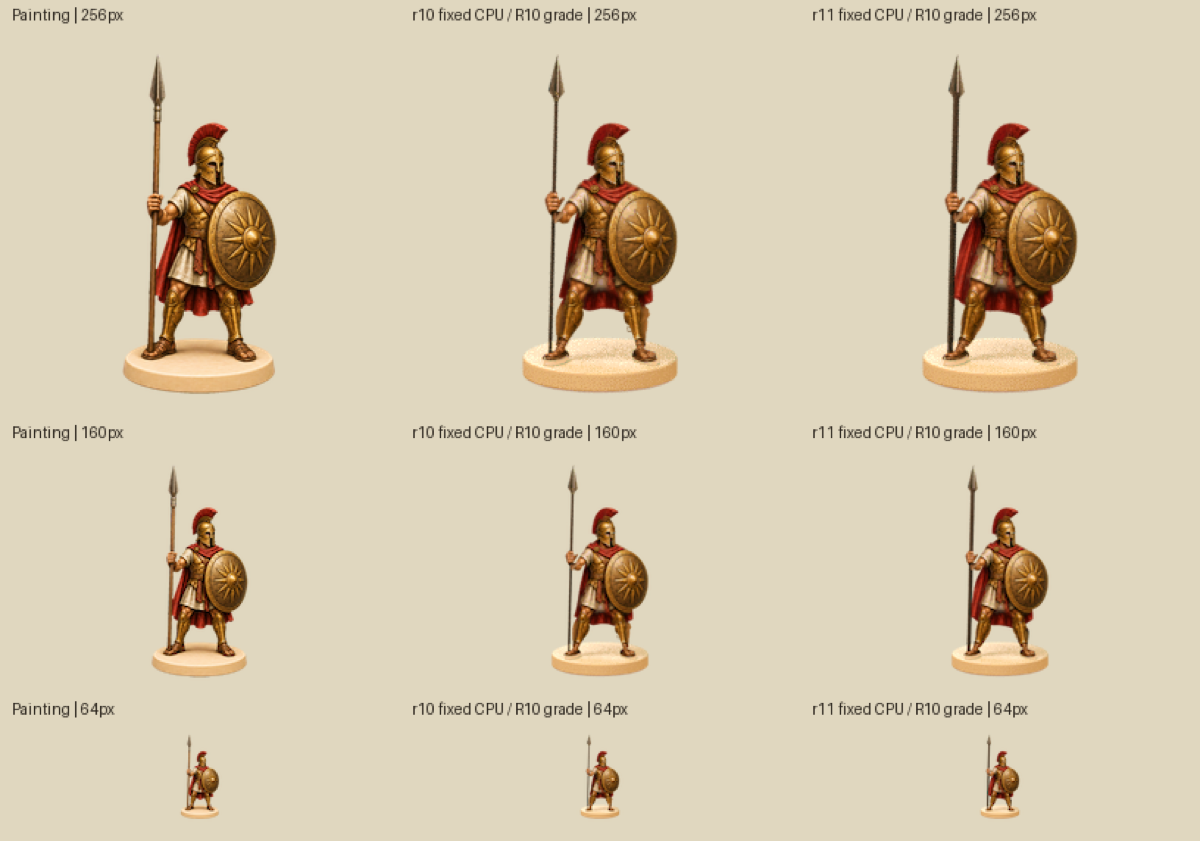 Painting | 256px
r10 fixed CPU / R10 grade | 256px
r11 fixed CPU / R10 grade | 256px
Painting | 160px
r10 fixed CPU / R10 grade | 160px
r11 fixed CPU / R10 grade | 160px
Painting | 64px
r10 fixed CPU / R10 grade | 64px
r11 fixed CPU / R10 grade | 64px